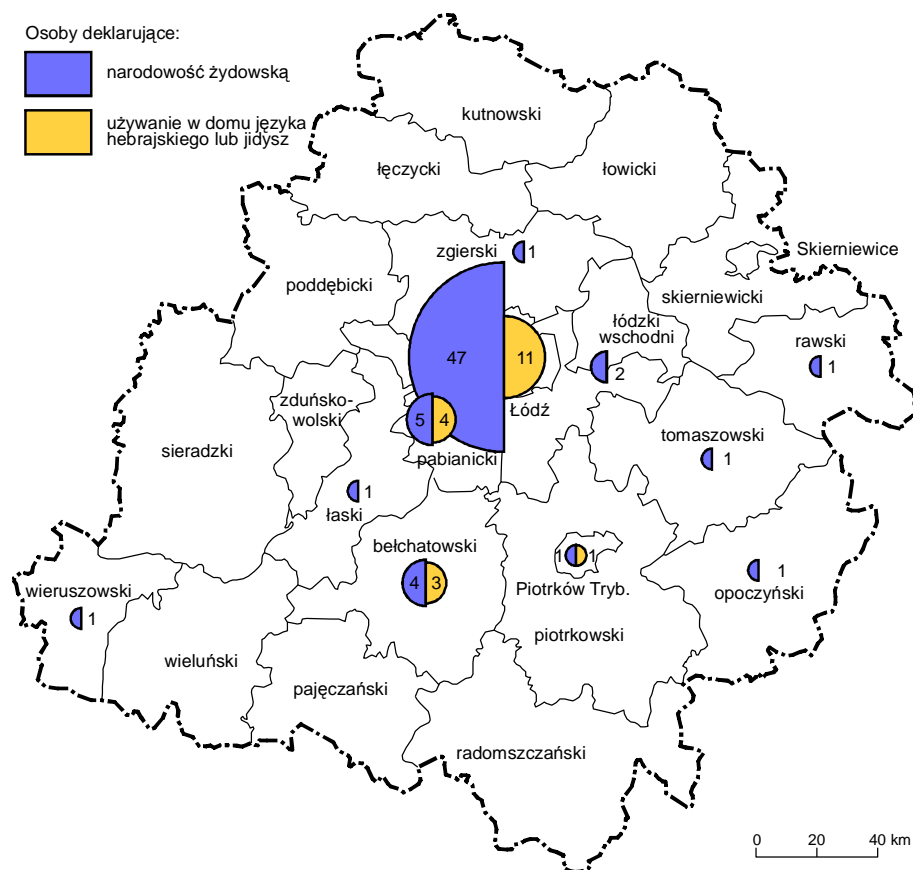 Osoby deklarujące:
narodowość żydowską
używanie w domu języka
hebrajskiego lub jidysz
kutnowski
łęczycki
łowicki
zgierski
1
Skierniewice
poddębicki
skierniewicki
łódzki
wschodni
rawski
47
11
1
2
zduńsko-
wolski
5
4
Łódź
tomaszowski
sieradzki
pabianicki
1
1
łaski
bełchatowski
1
1
1
wieruszowski
4
3
Piotrków Tryb.
opoczyński
1
piotrkowski
wieluński
pajęczański
radomszczański
0
20
40 km